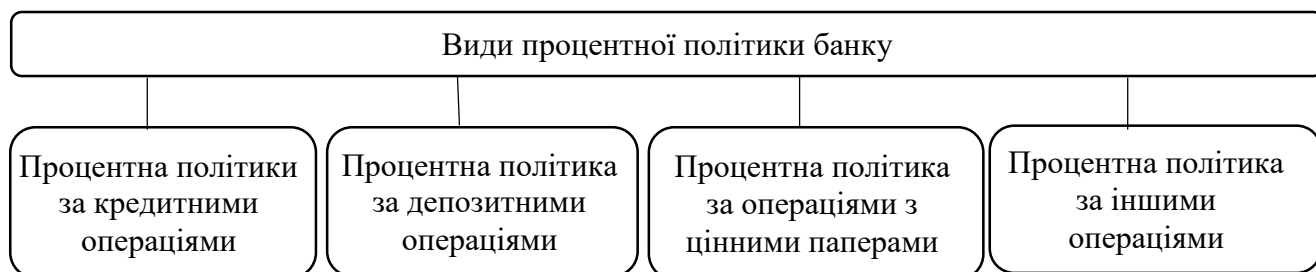 Види процентної політики банку
Процентна політики
за кредитними
операціями
Процентна політика
за депозитними
операціями
Процентна політика
за операціями з
цінними паперами
Процентна політика
за іншими
операціями